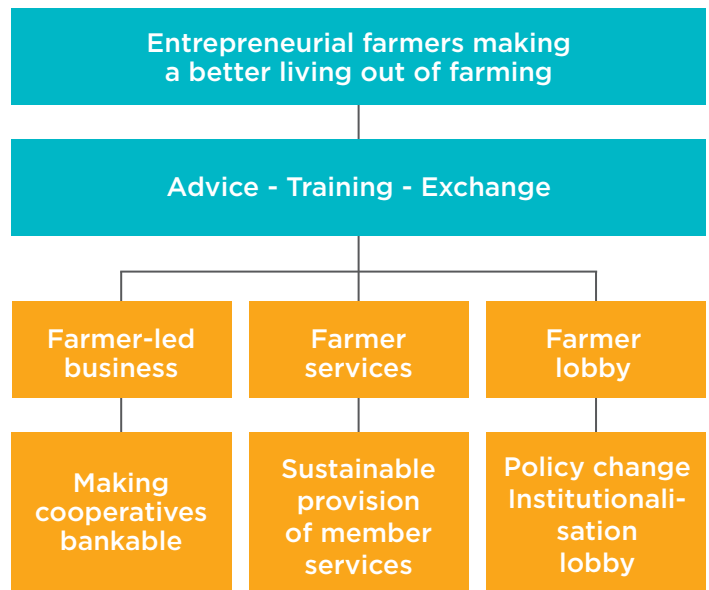 Entrepreneurial farmers making
a better living out of farming
Advice - Training - Exchange
Farmer-led
business
Farmer
services
Farmer
lobby
Making
cooperatives
bankable
Sustainable
provision
of member
services
Policy change
Institutionali-
sation
lobby